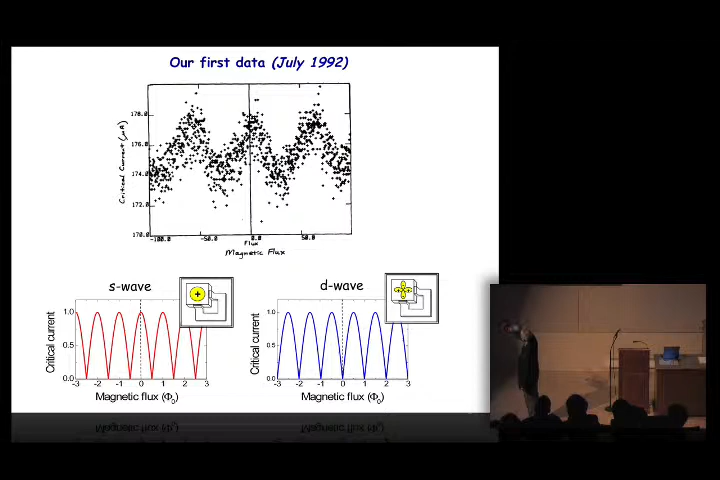 Our first data (July 1992)
Critical Current (μA)
178.0
176.0
174.0
172.0
170.0
-100.0
-50.0
0.0
50.0
Flux
Magnetic Flux
s-wave
+
Critical current
1.0
0.5
0.0
-3 -2 -1 0 1 2 3
Magnetic flux (Φ₀)
d-wave
Critical current
1.0
0.5
0.0
-3 -2 -1 0 1 2 3
Magnetic flux (Φ₀)